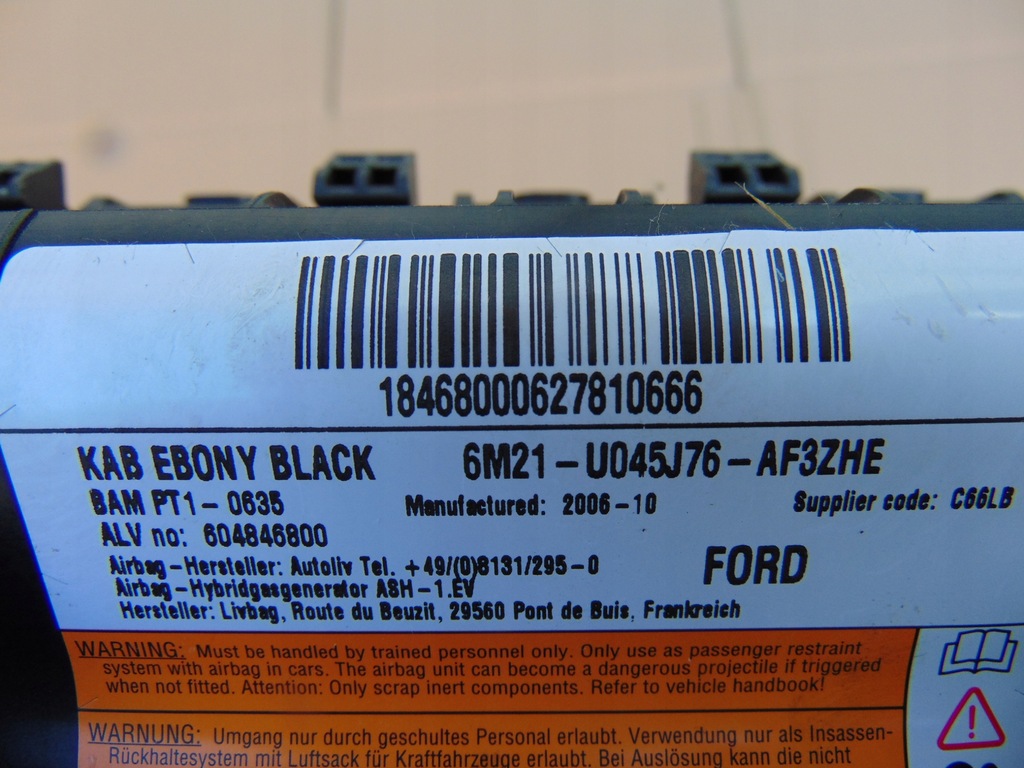 18468000627810666
KAB EBONY BLACK 6M21-U045J76-AF3ZHE
BAM PT1-0635 Manufactured: 2006-10 Supplier code: C66LB
ALV no: 604846800
Airbag-Hersteller: Autoliv Tel. +49/(0)8131/295-0 FORD
Airbag-Hybridgasgenerator ASH-1.EV
Hersteller: Livbag, Route du Beuzit, 29560 Pont de Buis, Frankreich
WARNING: Must be handled by trained personnel only. Only use as passenger restraint
system with airbag in cars. The airbag unit can become a dangerous projectile if triggered
when not fitted. Attention: Only scrap inert components. Refer to vehicle handbook!
WARNUNG: Umgang nur durch geschultes Personal erlaubt. Verwendung nur als Insassen-
Rückhaltesystem mit Luftsack für Kraftfahrzeuge erlaubt. Bei Auslösung kann die nicht